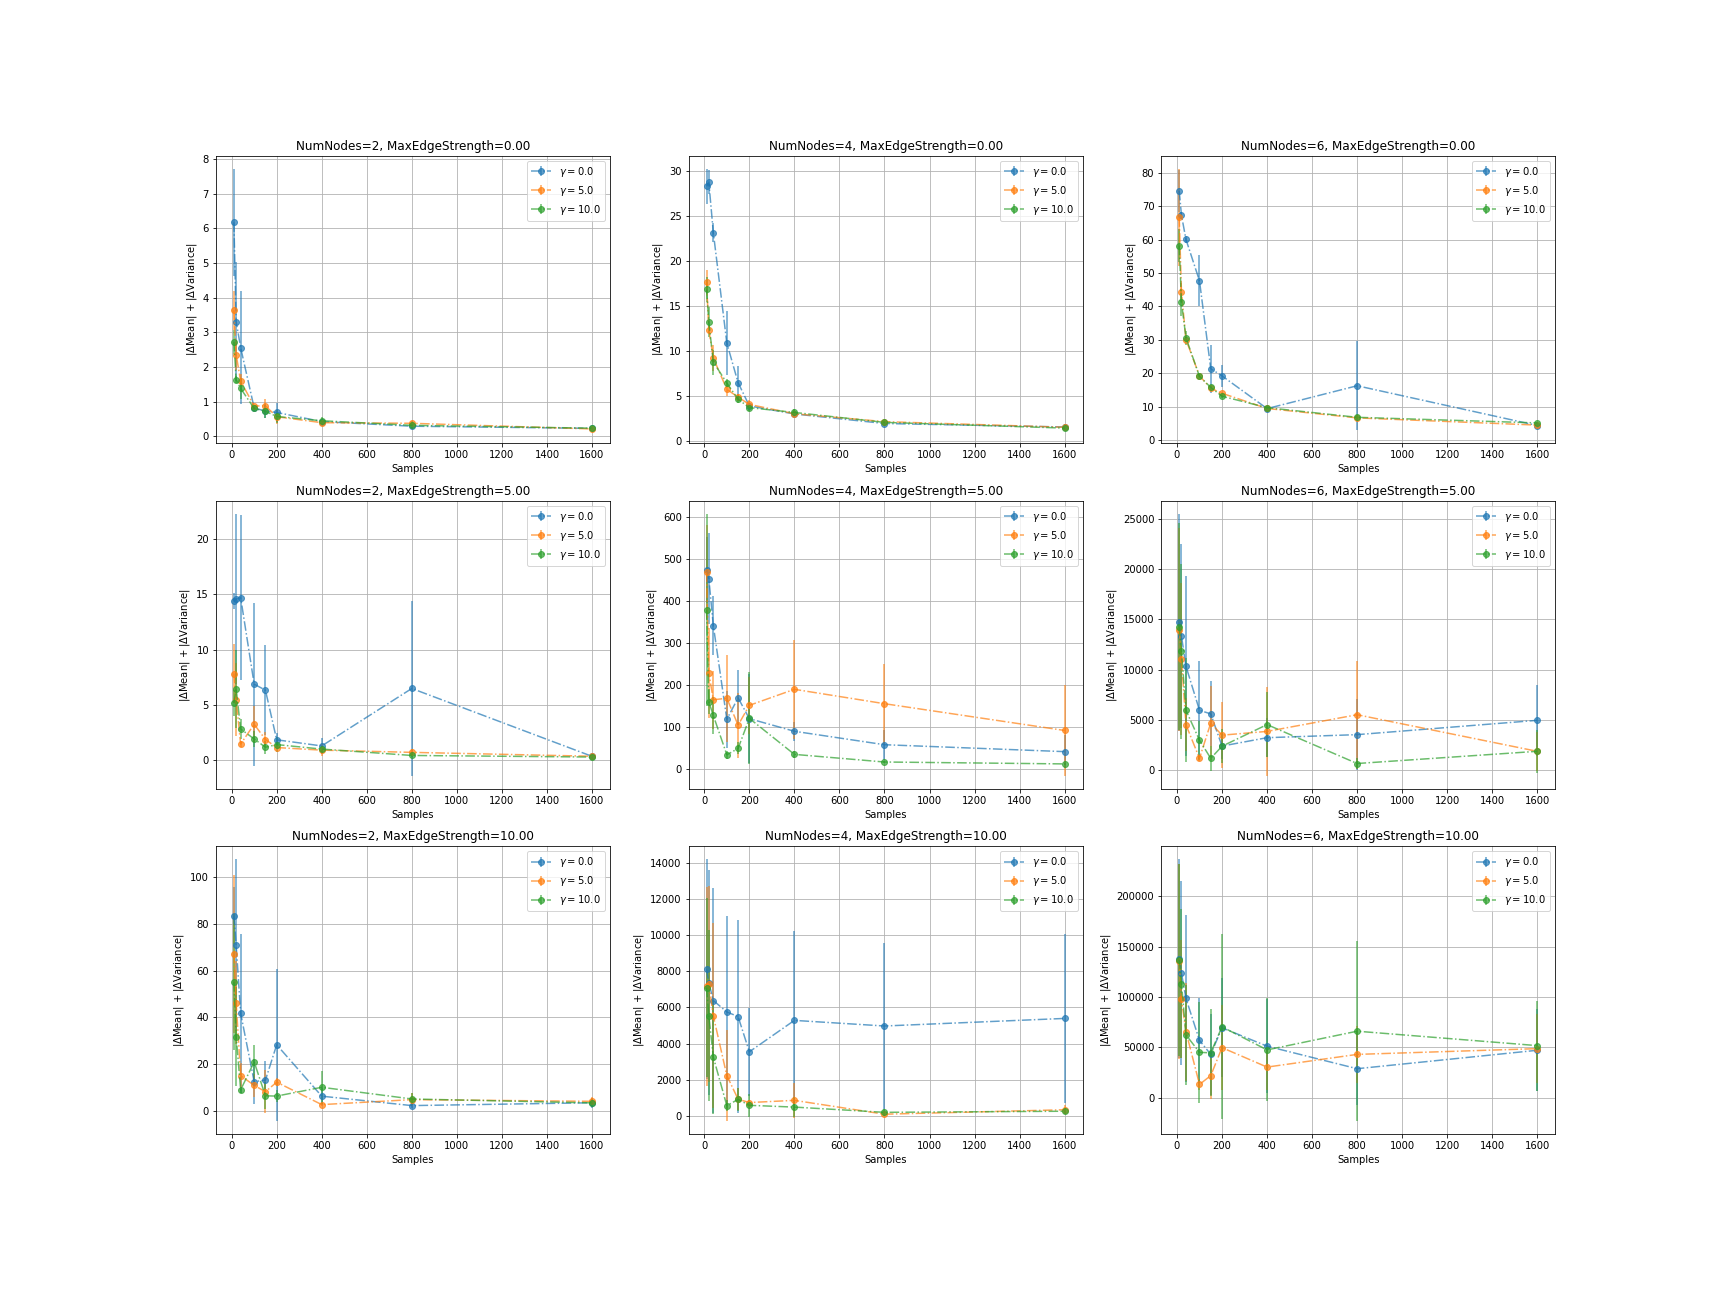 NumNodes=2, MaxEdgeStrength=0.00
8
7
6
5
4
3
2
1
0
|ΔMean| + |ΔVariance|
γ = 0.0
γ = 5.0
γ = 10.0
0 200 400 600 800 1000 1200 1400 1600
Samples
NumNodes=4, MaxEdgeStrength=0.00
30
25
20
15
10
5
0
|ΔMean| + |ΔVariance|
γ = 0.0
γ = 5.0
γ = 10.0
0 200 400 600 800 1000 1200 1400 1600
Samples
NumNodes=6, MaxEdgeStrength=0.00
80
70
60
50
40
30
20
10
0
|ΔMean| + |ΔVariance|
γ = 0.0
γ = 5.0
γ = 10.0
0 200 400 600 800 1000 1200 1400 1600
Samples
NumNodes=2, MaxEdgeStrength=5.00
20
15
10
5
0
|ΔMean| + |ΔVariance|
γ = 0.0
γ = 5.0
γ = 10.0
0 200 400 600 800 1000 1200 1400 1600
Samples
NumNodes=4, MaxEdgeStrength=5.00
600
500
400
300
200
100
0
|ΔMean| + |ΔVariance|
γ = 0.0
γ = 5.0
γ = 10.0
0 200 400 600 800 1000 1200 1400 1600
Samples
NumNodes=6, MaxEdgeStrength=5.00
25000
20000
15000
10000
5000
0
|ΔMean| + |ΔVariance|
γ = 0.0
γ = 5.0
γ = 10.0
0 200 400 600 800 1000 1200 1400 1600
Samples
NumNodes=2, MaxEdgeStrength=10.00
100
80
60
40
20
0
|ΔMean| + |ΔVariance|
γ = 0.0
γ = 5.0
γ = 10.0
0 200 400 600 800 1000 1200 1400 1600
Samples
NumNodes=4, MaxEdgeStrength=10.00
14000
12000
10000
8000
6000
4000
2000
0
|ΔMean| + |ΔVariance|
γ = 0.0
γ = 5.0
γ = 10.0
0 200 400 600 800 1000 1200 1400 1600
Samples
NumNodes=6, MaxEdgeStrength=10.00
200000
150000
100000
50000
0
|ΔMean| + |ΔVariance|
γ = 0.0
γ = 5.0
γ = 10.0
0 200 400 600 800 1000 1200 1400 1600
Samples